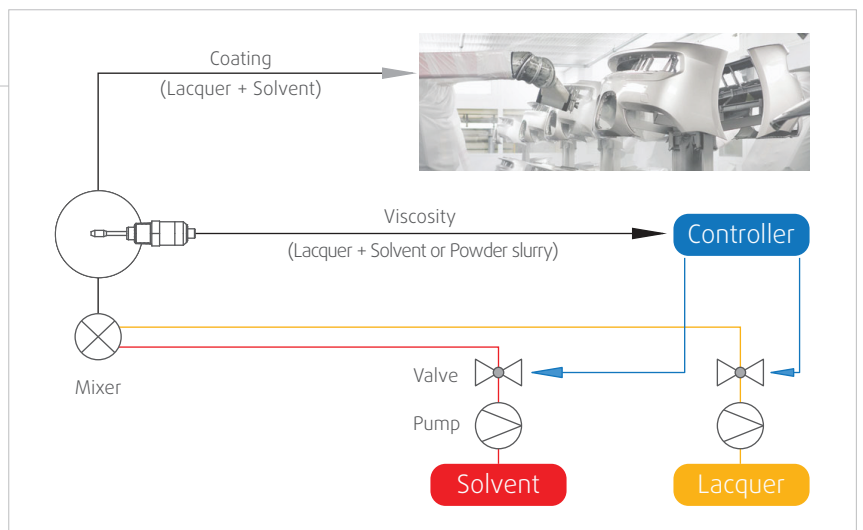 Coating
(Lacquer + Solvent)
Viscosity
(Lacquer + Solvent or Powder slurry)
Controller
Mixer
Valve
Pump
Solvent
Lacquer